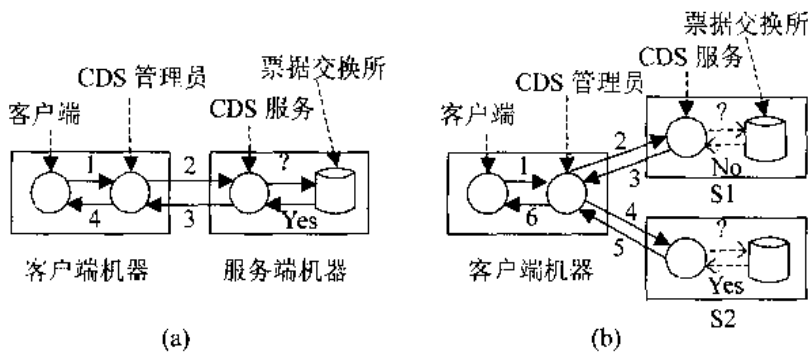 票据交换所
CDS 管理员
票据交换所
CDS 服务
客户端
CDS 服务
1
2
?
4
3
Yes
客户端机器
服务端机器
(a)
CDS 管理员
客户端
1
2
?
3
No
S1
6
4
5
?
Yes
客户端机器
S2
(b)